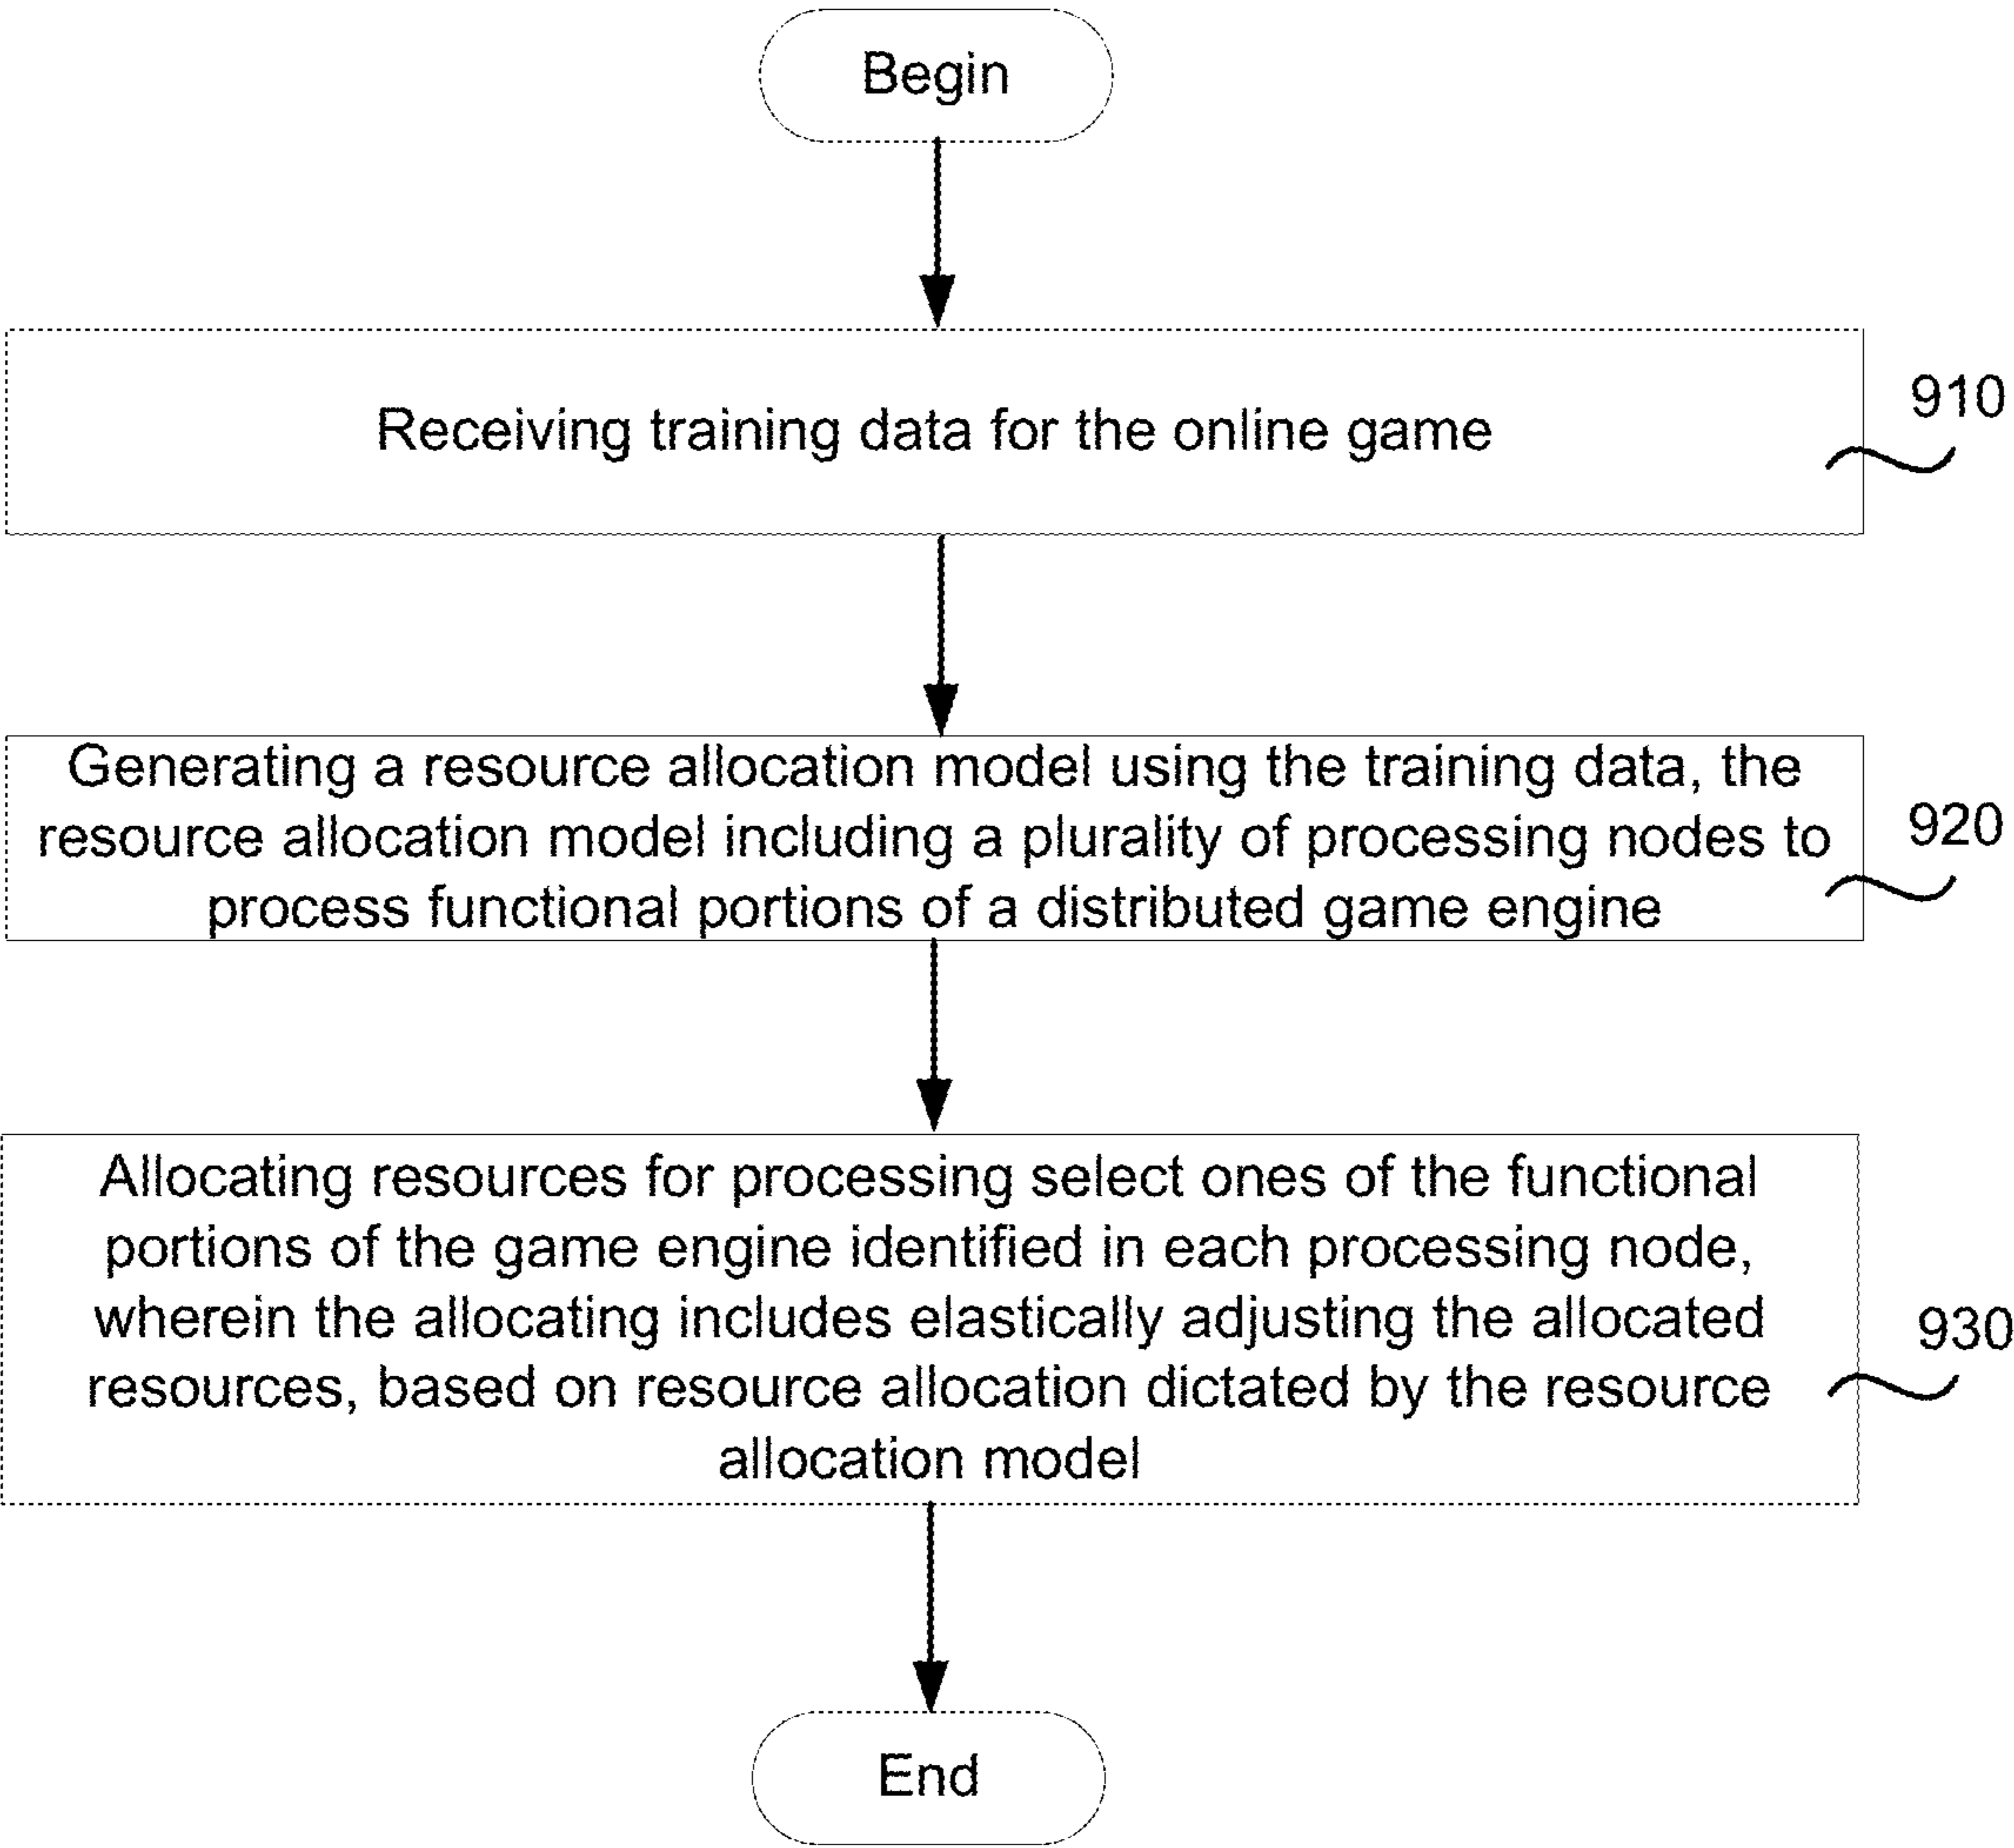 Begin
Receiving training data for the online game
910
Generating a resource allocation model using the training data, the
resource allocation model including a plurality of processing nodes to
process functional portions of a distributed game engine
920
Allocating resources for processing select ones of the functional
portions of the game engine identified in each processing node,
wherein the allocating includes elastically adjusting the allocated
resources, based on resource allocation dictated by the resource
allocation model
930
End